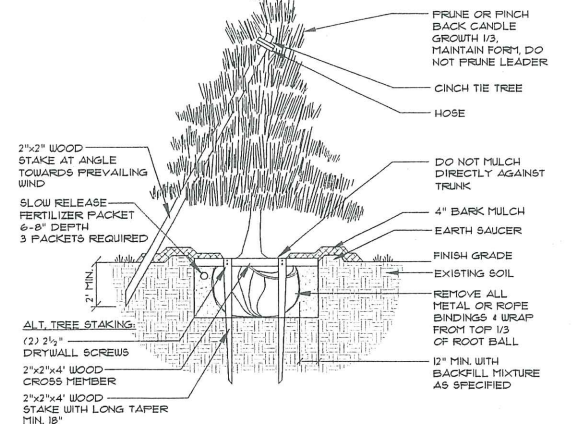 PRUNE OR PINCH
BACK CANDLE
GROWTH 1/3,
MAINTAIN FORM, DO
NOT PRUNE LEADER
CINCH TIE TREE
HOSE
2"x2" WOOD
STAKE AT ANGLE
TOWARDS PREVAILING
WIND
SLOW RELEASE
FERTILIZER PACKET
6-8" DEPTH
3 PACKETS REQUIRED
2' MIN.
ALT. TREE STAKING:
(2) 2½"
DRYWALL SCREWS
2"x2"x4' WOOD
CROSS MEMBER
2"x2"x4' WOOD
STAKE WITH LONG TAPER
MIN. 18"
DO NOT MULCH
DIRECTLY AGAINST
TRUNK
4" BARK MULCH
EARTH SAUCER
FINISH GRADE
EXISTING SOIL
REMOVE ALL
METAL OR ROPE
BINDINGS & WRAP
FROM TOP 1/3
OF ROOT BALL
12" MIN. WITH
BACKFILL MIXTURE
AS SPECIFIED